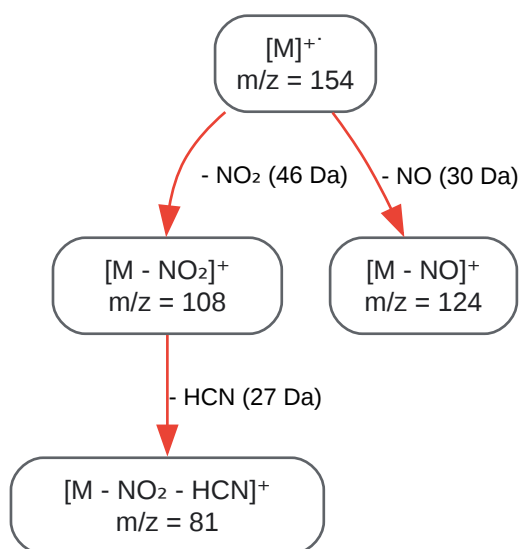 [M]⁺˙
m/z = 154
- NO₂ (46 Da)
- NO (30 Da)
[M - NO₂]⁺
m/z = 108
[M - NO]⁺
m/z = 124
- HCN (27 Da)
[M - NO₂ - HCN]⁺
m/z = 81